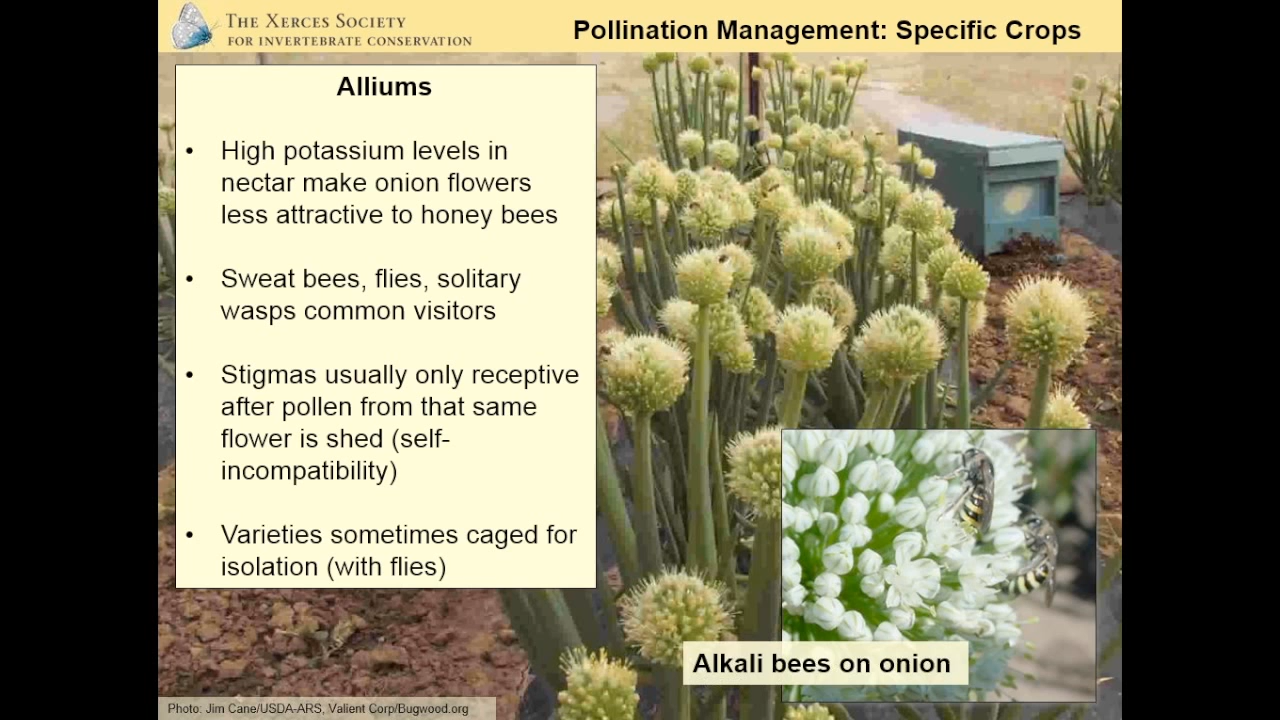 THE XERCES SOCIETY
FOR INVERTEBRATE CONSERVATION
Pollination Management: Specific Crops
Alliums
• High potassium levels in
nectar make onion flowers
less attractive to honey bees
• Sweat bees, flies, solitary
wasps common visitors
• Stigmas usually only receptive
after pollen from that same
flower is shed (self-
incompatibility)
• Varieties sometimes caged for
isolation (with flies)
Alkali bees on onion
Photo: Jim Cane/USDA-ARS, Valient Corp/Bugwood.org